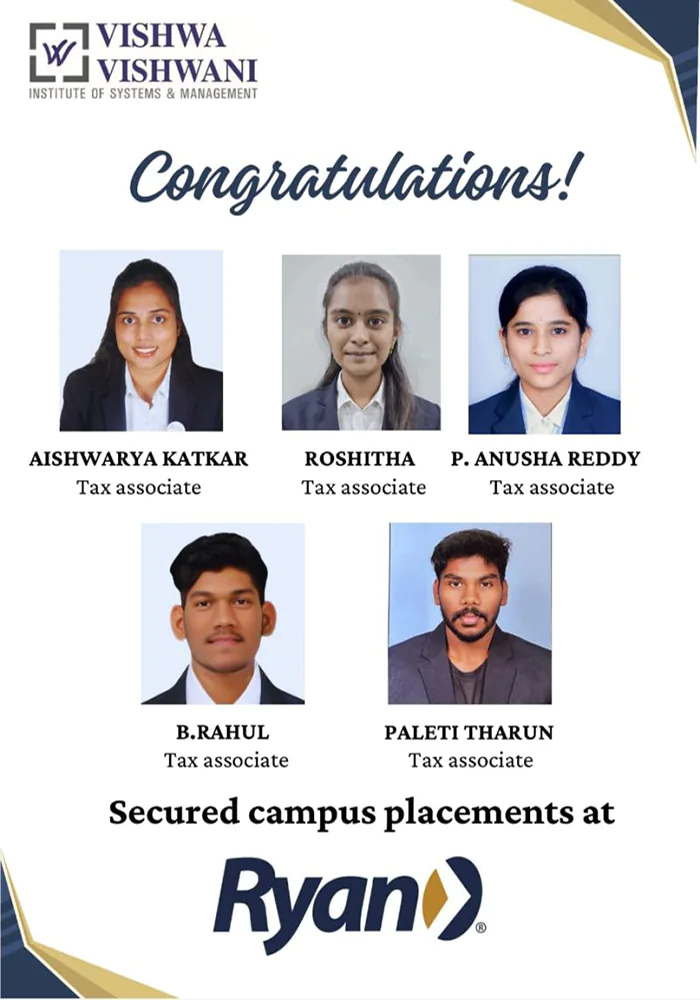 VISHWA
VISHWANI
INSTITUTE OF SYSTEMS & MANAGEMENT
Congratulations!
AISHWARYA KATKAR
Tax associate
ROSHITHA
Tax associate
P. ANUSHA REDDY
Tax associate
B.RAHUL
Tax associate
PALETI THARUN
Tax associate
Secured campus placements at
Ryan®